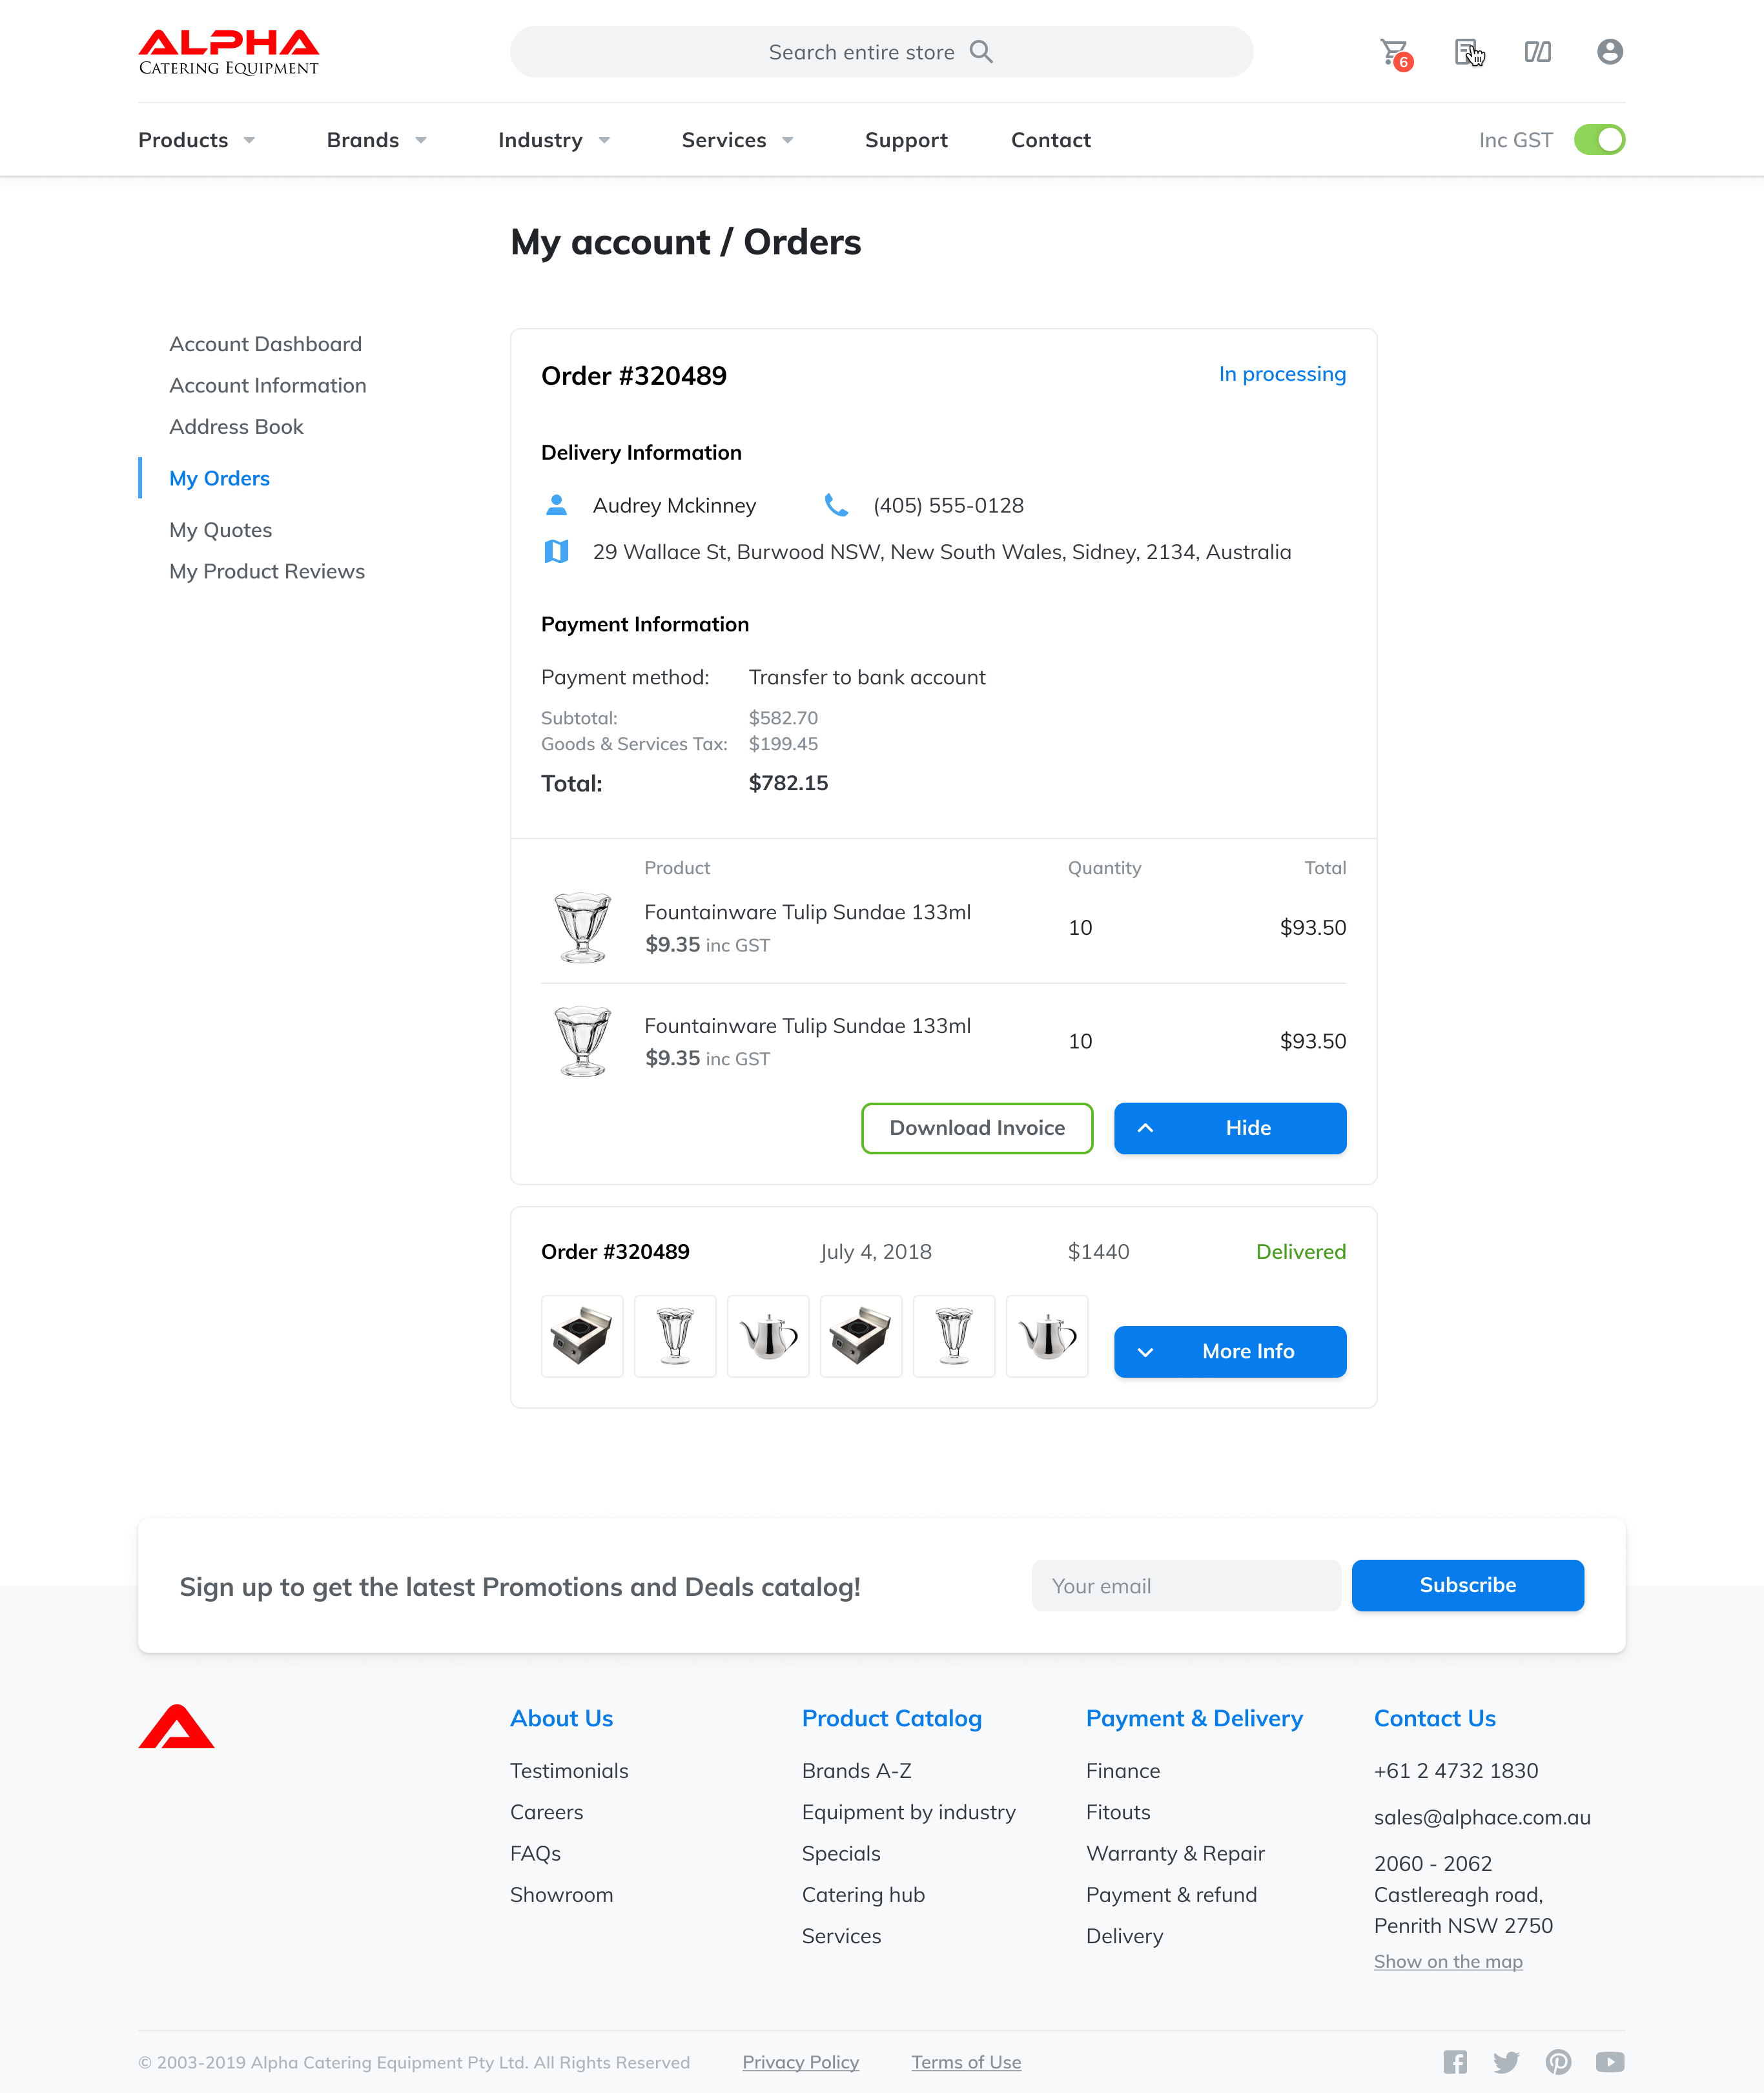 ALPHA
CATERING EQUIPMENT
Search entire store
6
Products
Brands
Industry
Services
Support
Contact
Inc GST
My account / Orders
Account Dashboard
Account Information
Address Book
My Orders
My Quotes
My Product Reviews
Order #320489
In processing
Delivery Information
Audrey Mckinney
(405) 555-0128
29 Wallace St, Burwood NSW, New South Wales, Sidney, 2134, Australia
Payment Information
Payment method: Transfer to bank account
Subtotal: $582.70
Goods & Services Tax: $199.45
Total: $782.15
Product Quantity Total
Fountainware Tulip Sundae 133ml
$9.35 inc GST
10
$93.50
Fountainware Tulip Sundae 133ml
$9.35 inc GST
10
$93.50
Download Invoice
Hide
Order #320489
July 4, 2018
$1440
Delivered
More Info
Sign up to get the latest Promotions and Deals catalog!
Your email
Subscribe
About Us
Testimonials
Careers
FAQs
Showroom
Product Catalog
Brands A-Z
Equipment by industry
Specials
Catering hub
Services
Payment & Delivery
Finance
Fitouts
Warranty & Repair
Payment & refund
Delivery
Contact Us
+61 2 4732 1830
sales@alphace.com.au
2060 - 2062
Castlereagh road,
Penrith NSW 2750
Show on the map
© 2003-2019 Alpha Catering Equipment Pty Ltd. All Rights Reserved
Privacy Policy
Terms of Use